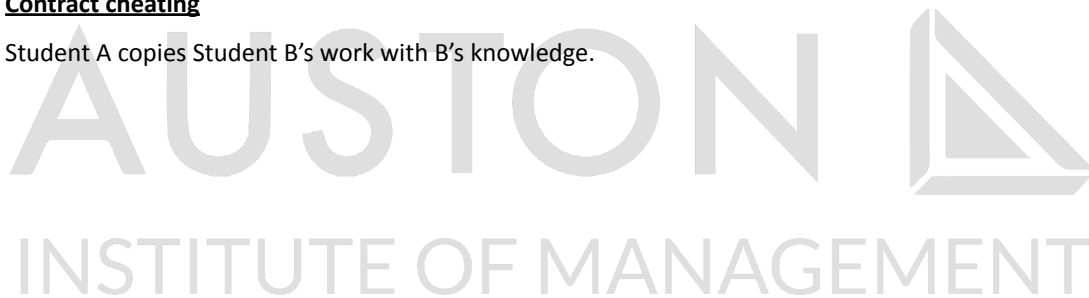 Contract cheating
Student A copies Student B’s work with B’s knowledge.
AUSTON
INSTITUTE OF MANAGEMENT